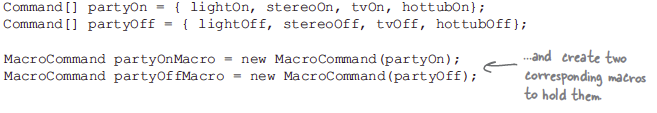 Command[] partyOn = { lightOn, stereoOn, tvOn, hottubOn};
Command[] partyOff = { lightOff, stereoOff, tvOff, hottubOff};
MacroCommand partyOnMacro = new MacroCommand(partyOn);
MacroCommand partyOffMacro = new MacroCommand(partyOff);
...and create two
corresponding macros
to hold them